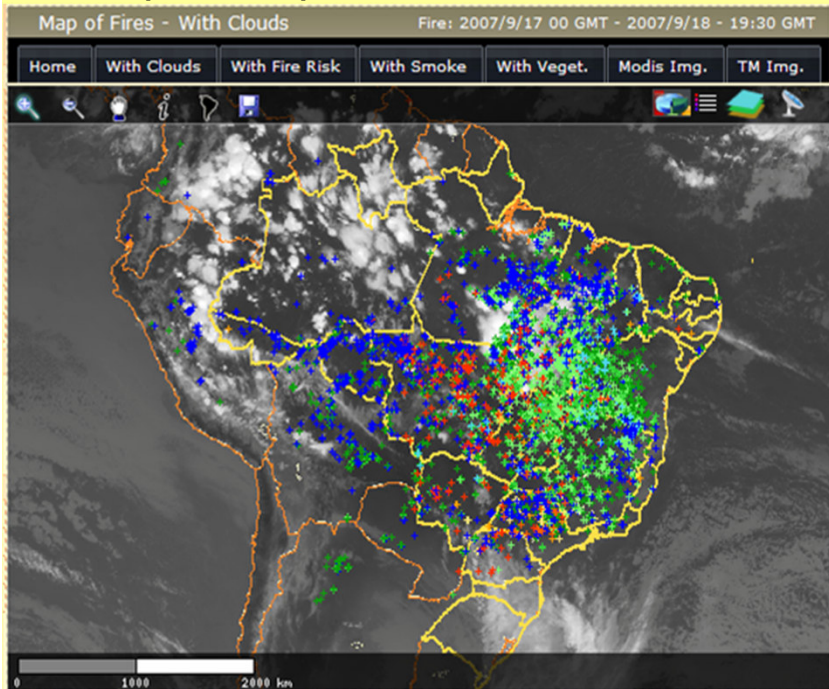 Map of Fires - With Clouds
Fire: 2007/9/17 00 GMT - 2007/9/18 - 19:30 GMT
Home
With Clouds
With Fire Risk
With Smoke
With Veget.
Modis Img.
TM Img.
0 1000 2000 km